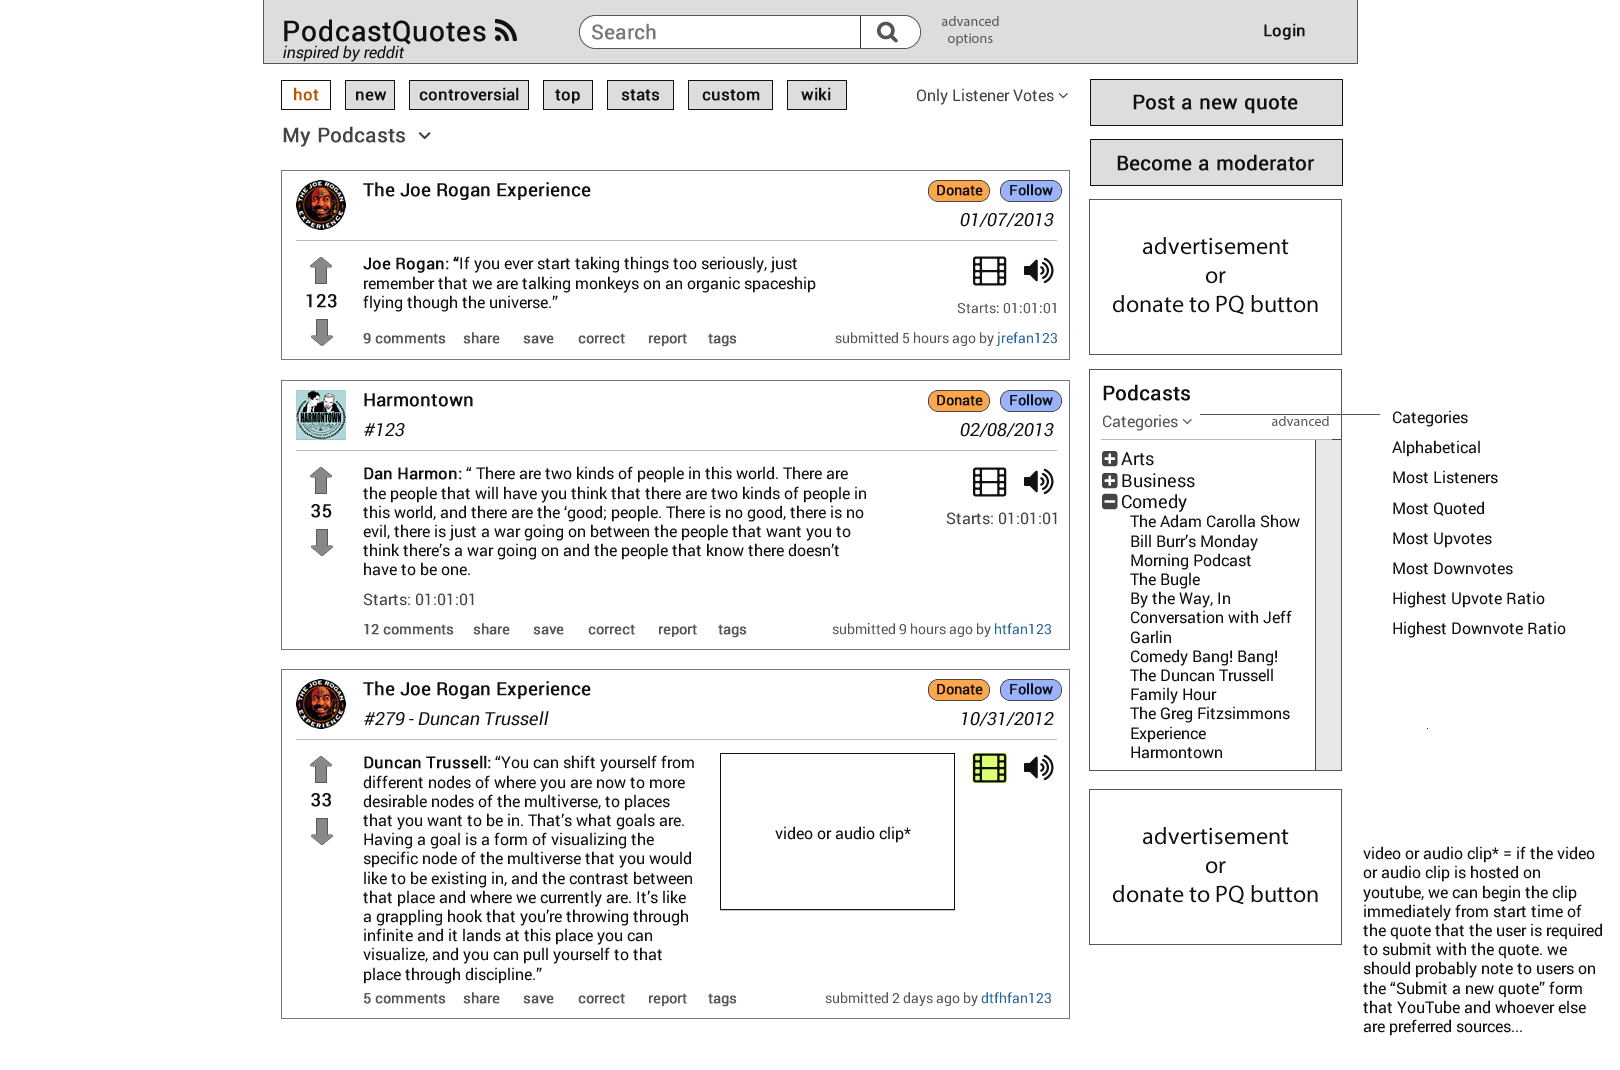 PodcastQuotes
inspired by reddit
Search
advanced
options
Login
hot
new
controversial
top
stats
custom
wiki
Only Listener Votes
My Podcasts
Post a new quote
Become a moderator
THE JOE ROGAN
EXPERIENCE
The Joe Rogan Experience
Donate
Follow
01/07/2013
123
Joe Rogan: “If you ever start taking things too seriously, just
remember that we are talking monkeys on an organic spaceship
flying though the universe.”
Starts: 01:01:01
9 comments share save correct report tags
submitted 5 hours ago by jrefan123
HARMONTOWN
Harmontown
#123
Donate
Follow
02/08/2013
35
Dan Harmon: “ There are two kinds of people in this world. There are
the people that will have you think that there are two kinds of people in
this world, and there are the ‘good; people. There is no good, there is no
evil, there is just a war going on between the people that want you to
think there’s a war going on and the people that know there doesn’t
have to be one.
Starts: 01:01:01
Starts: 01:01:01
12 comments share save correct report tags
submitted 9 hours ago by htfan123
THE JOE ROGAN
EXPERIENCE
The Joe Rogan Experience
#279 - Duncan Trussell
Donate
Follow
10/31/2012
33
Duncan Trussell: “You can shift yourself from
different nodes of where you are now to more
desirable nodes of the multiverse, to places
that you want to be in. That’s what goals are.
Having a goal is a form of visualizing the
specific node of the multiverse that you would
like to be existing in, and the contrast between
that place and where we currently are. It’s like
a grappling hook that you’re throwing through
infinite and it lands at this place you can
visualize, and you can pull yourself to that
place through discipline.”
video or audio clip*
5 comments share save correct report tags
submitted 2 days ago by dtfhfan123
advertisement
or
donate to PQ button
Podcasts
Categories
advanced
Arts
Business
Comedy
The Adam Carolla Show
Bill Burr’s Monday
Morning Podcast
The Bugle
By the Way, In
Conversation with Jeff
Garlin
Comedy Bang! Bang!
The Duncan Trussell
Family Hour
The Greg Fitzsimmons
Experience
Harmontown
advertisement
or
donate to PQ button
Categories
Alphabetical
Most Listeners
Most Quoted
Most Upvotes
Most Downvotes
Highest Upvote Ratio
Highest Downvote Ratio
video or audio clip* = if the video
or audio clip is hosted on
youtube, we can begin the clip
immediately from start time of
the quote that the user is required
to submit with the quote. we
should probably note to users on
the “Submit a new quote” form
that YouTube and whoever else
are preferred sources...